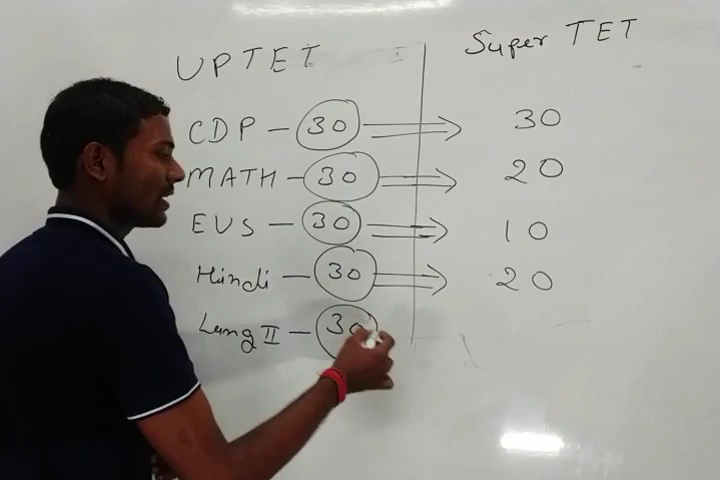 UPTET Super TET
CDP - 30 ⇒ 30
MATH - 30 ⇒ 20
EVS - 30 ⇒ 10
Hindi - 30 ⇒ 20
Lang II - 30